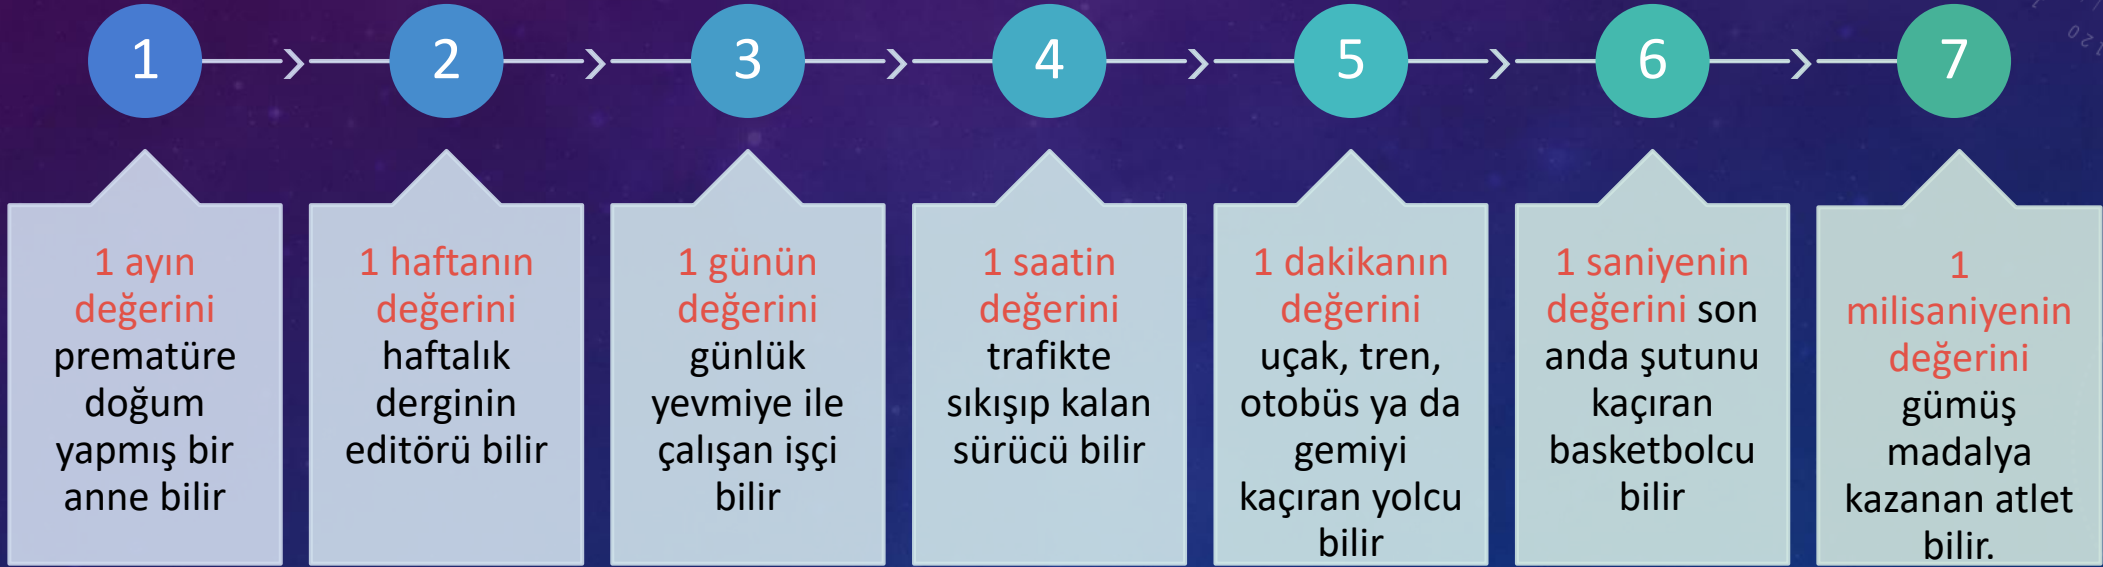 1
2
3
4
5
6
7
1 ayın
değerini
prematüre
doğum
yapmış bir
anne bilir
1 haftanın
değerini
haftalık
derginin
editörü bilir
1 günün
değerini
günlük
yevmiye ile
çalışan işçi
bilir
1 saatin
değerini
trafikte
sıkışıp kalan
sürücü bilir
1 dakikanın
değerini
uçak, tren,
otobüs ya da
gemiyi
kaçıran yolcu
bilir
1 saniyenin
değerini son
anda şutunu
kaçıran
basketbolcu
bilir
1
milisaniyenin
değerini
gümüş
madalya
kazanan atlet
bilir.